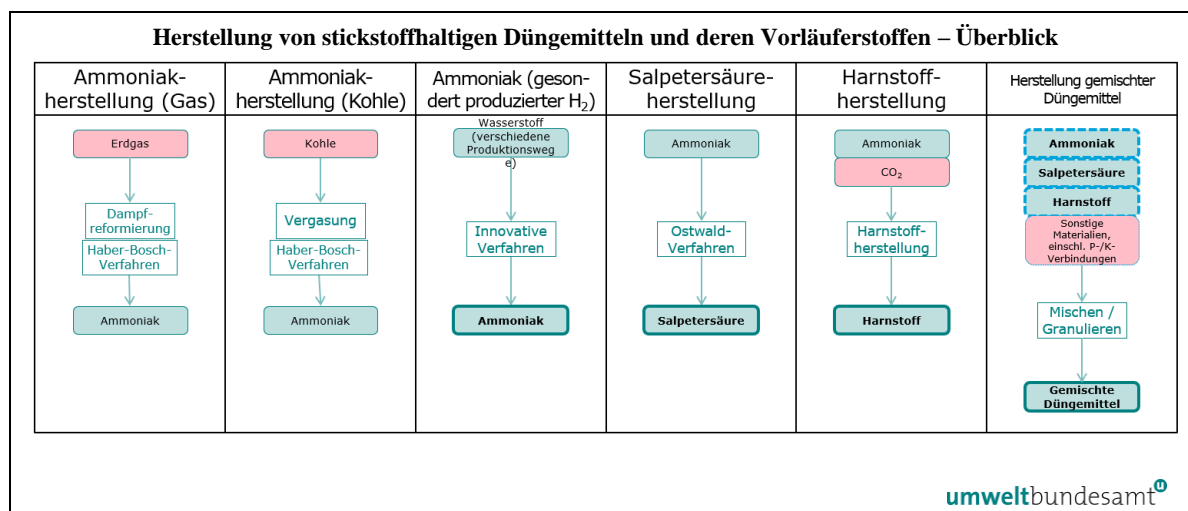 Herstellung von stickstoffhaltigen Düngemitteln und deren Vorläuferstoffen – Überblick
Ammoniak-
herstellung (Gas)
Erdgas
Dampf-
reformierung
Haber-Bosch-
Verfahren
Ammoniak
Ammoniak-
herstellung (Kohle)
Kohle
Vergasung
Haber-Bosch-
Verfahren
Ammoniak
Ammoniak (geson-
dert produzierter H₂)
Wasserstoff
(verschiedene
Produktionsweg
e)
Innovative
Verfahren
Ammoniak
Salpetersäure-
herstellung
Ammoniak
Ostwald-
Verfahren
Salpetersäure
Harnstoff-
herstellung
Ammoniak
CO₂
Harnstoff-
herstellung
Harnstoff
Herstellung gemischter
Düngemittel
Ammoniak
Salpetersäure
Harnstoff
Sonstige
Materialien,
einschl. P-/K-
Verbindungen
Mischen /
Granulieren
Gemischte
Düngemittel
umweltbundesamt
u